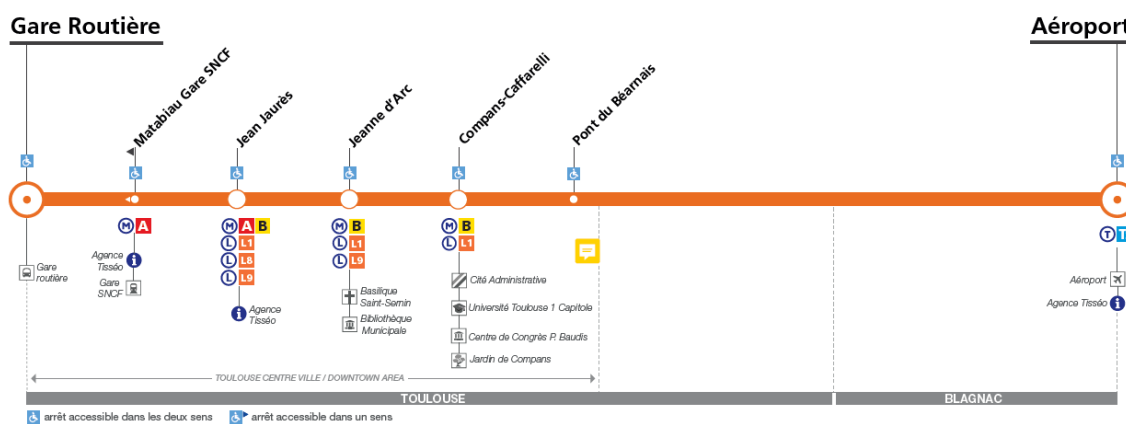 Gare Routière
Aéroport
Matabiau Gare SNCF
Jean Jaurès
Jeanne d'Arc
Compans-Caffarelli
Pont du Béarnais
M A
M A B
M B
M B
T T
L L1
L L1
L L1
L L8
L L9
L L9
Gare
routière
Agence
Tisséo
i
Gare
SNCF
i
Agence
Tisséo
Basilique
Saint-Sernin
Bibliothèque
Municipale
Cité Administrative
Université Toulouse 1 Capitole
Centre de Congrès P. Baudis
Jardin de Compans
Aéroport
Agence Tisséo
i
TOULOUSE CENTRE VILLE / DOWNTOWN AREA
TOULOUSE
BLAGNAC
arrêt accessible dans les deux sens
arrêt accessible dans un sens